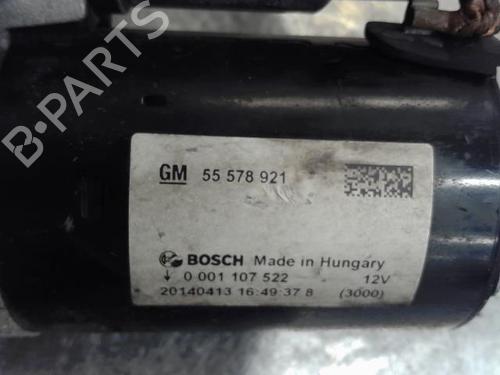 B-PARTS
GM 55 578 921
BOSCH Made in Hungary
0 001 107 522 12V
20140413 16:49:37 8 (3000)